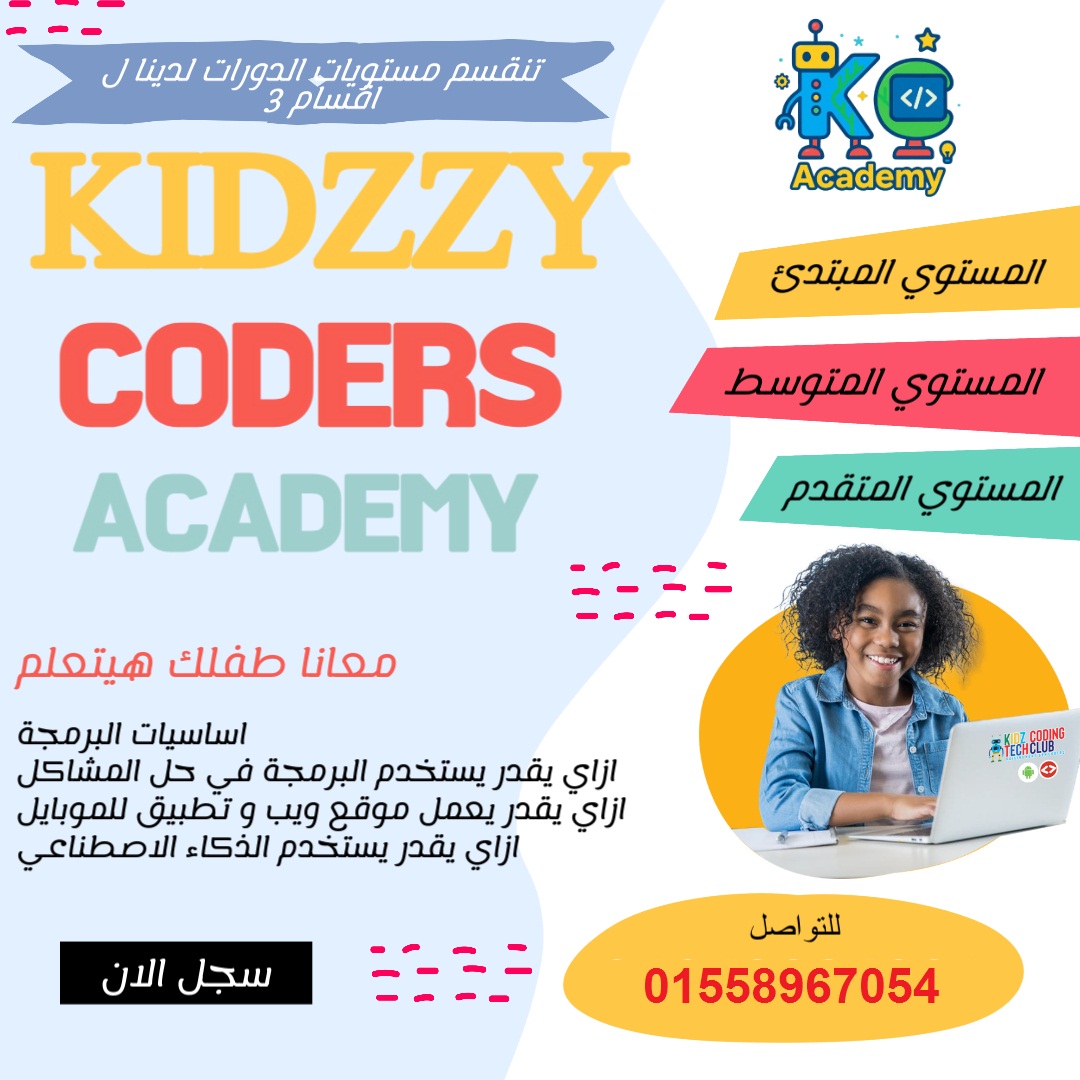 تنقسم مستويات الدورات لدينا ل
3 اقسام
KC
</>
Academy
KIDZZY
CODERS
ACADEMY
المستوي المبتدئ
المستوي المتوسط
المستوي المتقدم
معانا طفلك هيتعلم
اساسيات البرمجة
ازاي يقدر يستخدم البرمجة في حل المشاكل
ازاي يقدر يعمل موقع ويب و تطبيق للموبايل
ازاي يقدر يستخدم الذكاء الاصطناعي
KIDZ CODING
TECH CLUB
سجل الان
للتواصل
01558967054